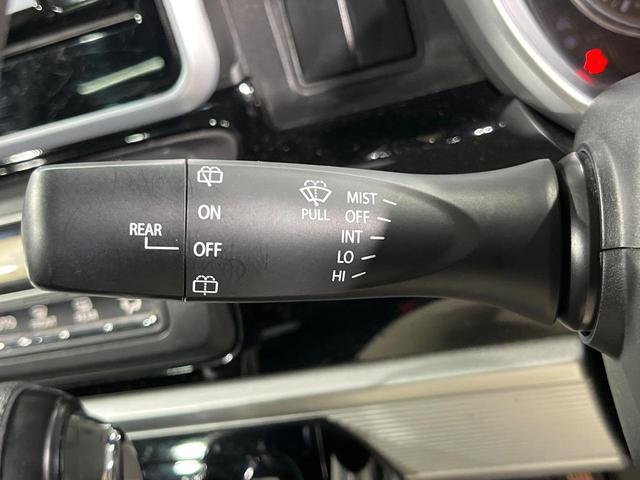 REAR
ON
OFF
PULL
MIST
OFF
INT
LO
HI